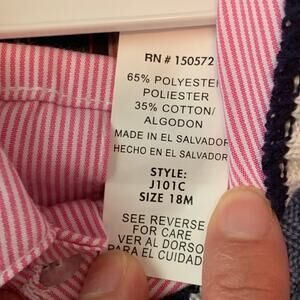 RN # 150572
65% POLYESTER
POLIESTER
35% COTTON/
ALGODON
MADE IN EL SALVADOR
HECHO EN EL SALVADOR
STYLE:
J101C
SIZE 18M
SEE REVERSE
FOR CARE
VER AL DORSO
PARA EL CUIDADO